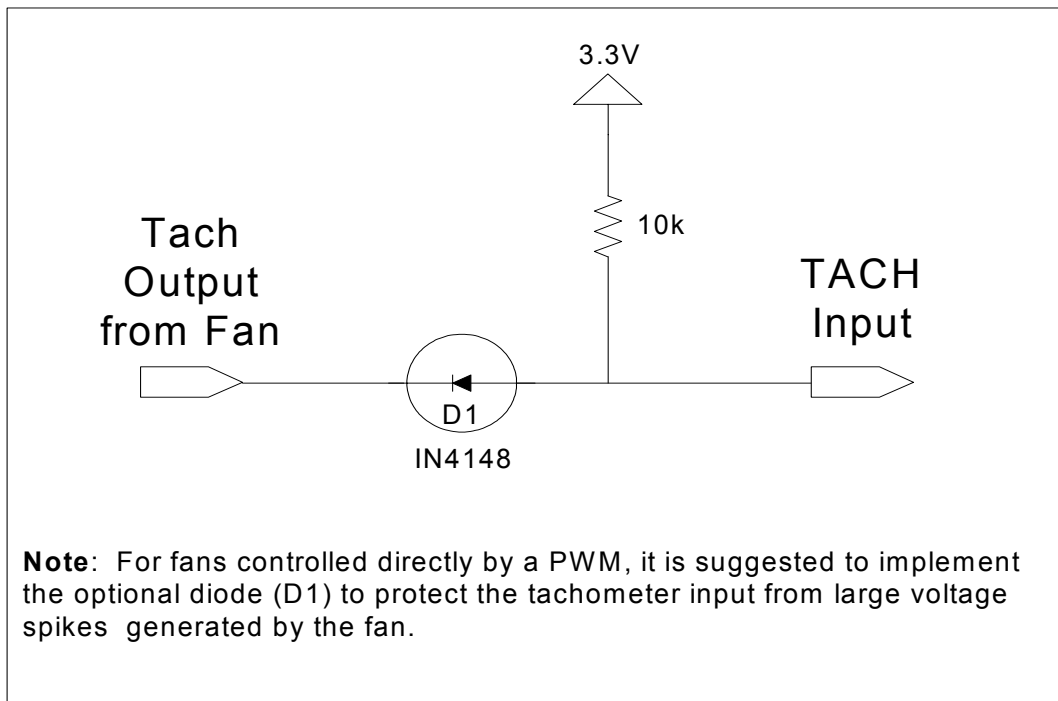 3.3V
10k
Tach
Output
from Fan
TACH
Input
D1
IN4148
Note: For fans controlled directly by a PWM, it is suggested to implement
the optional diode (D1) to protect the tachometer input from large voltage
spikes generated by the fan.